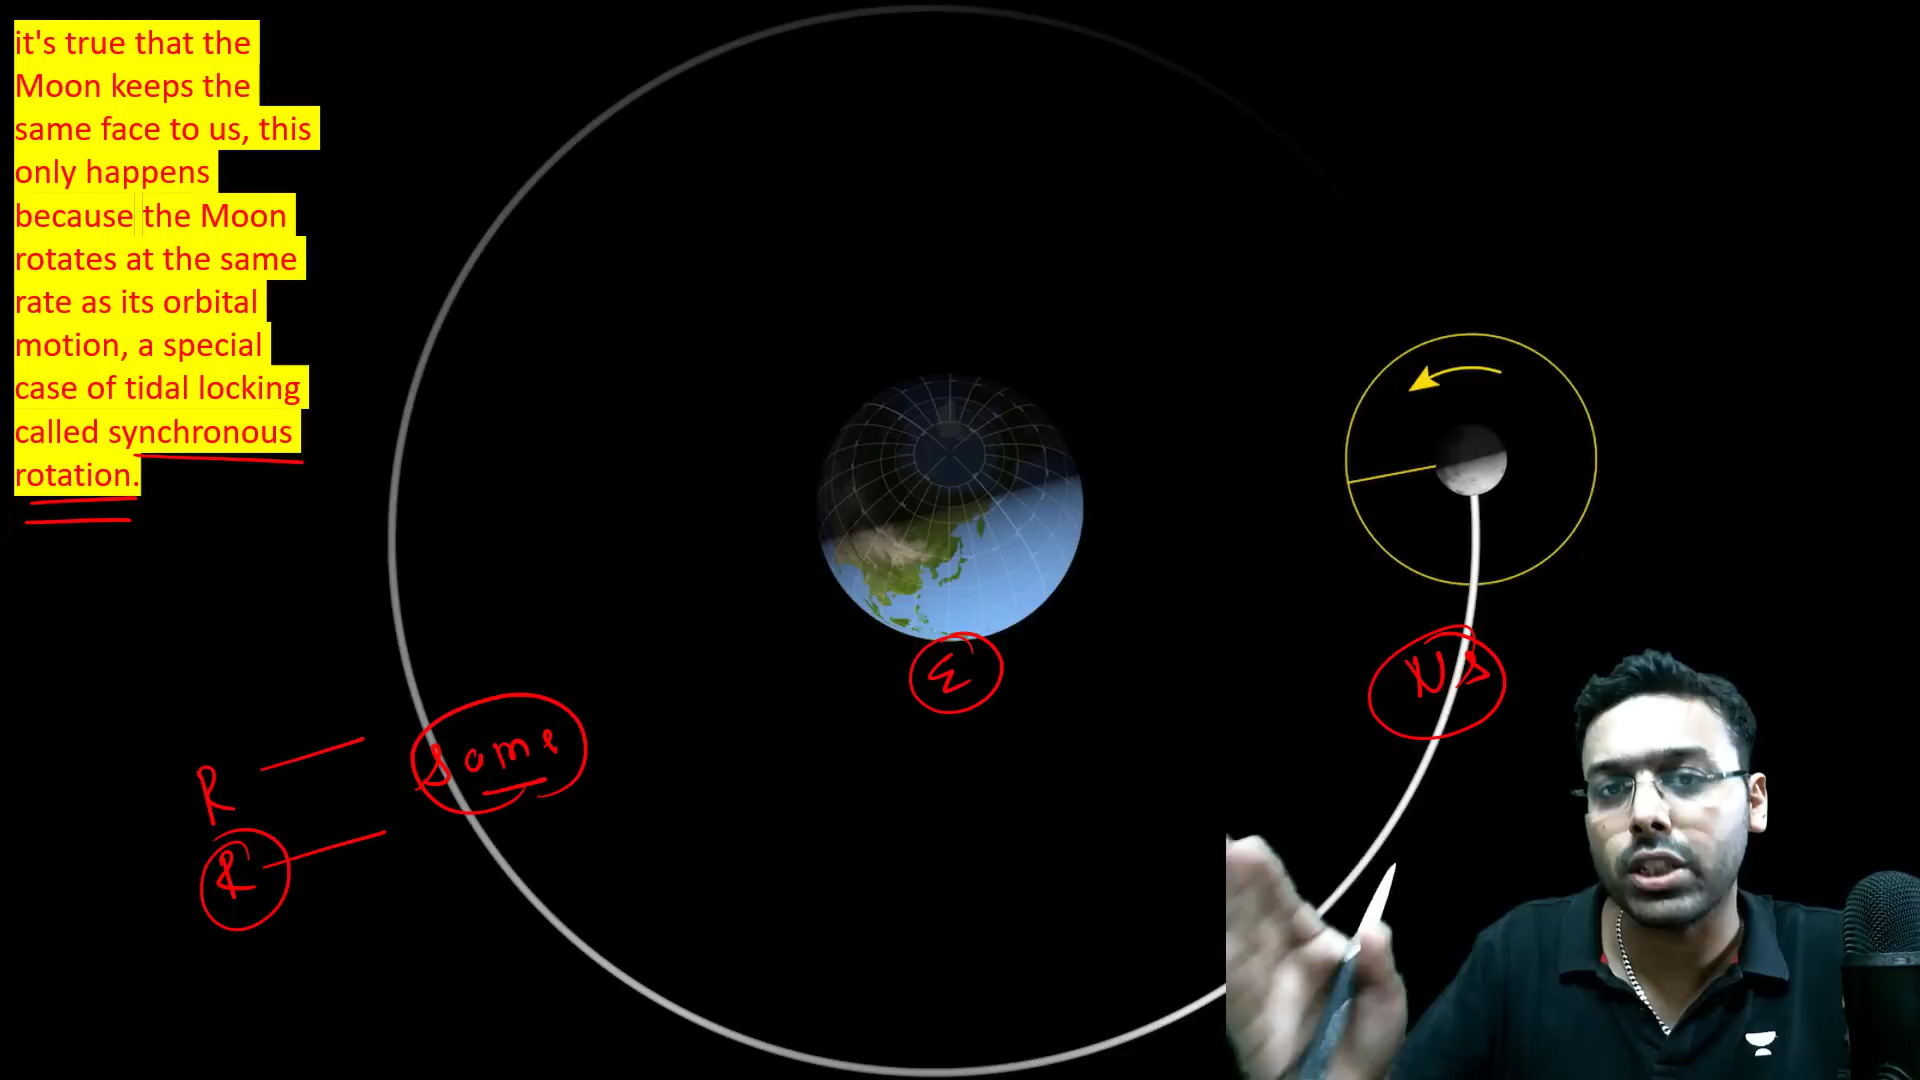 it's true that the
Moon keeps the
same face to us, this
only happens
because the Moon
rotates at the same
rate as its orbital
motion, a special
case of tidal locking
called synchronous
rotation.
E
NS
Same
R
R